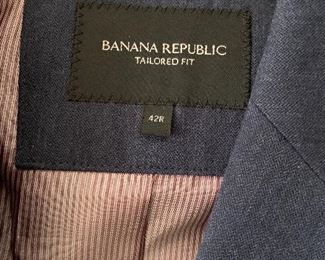 BANANA REPUBLIC
TAILORED FIT
42R